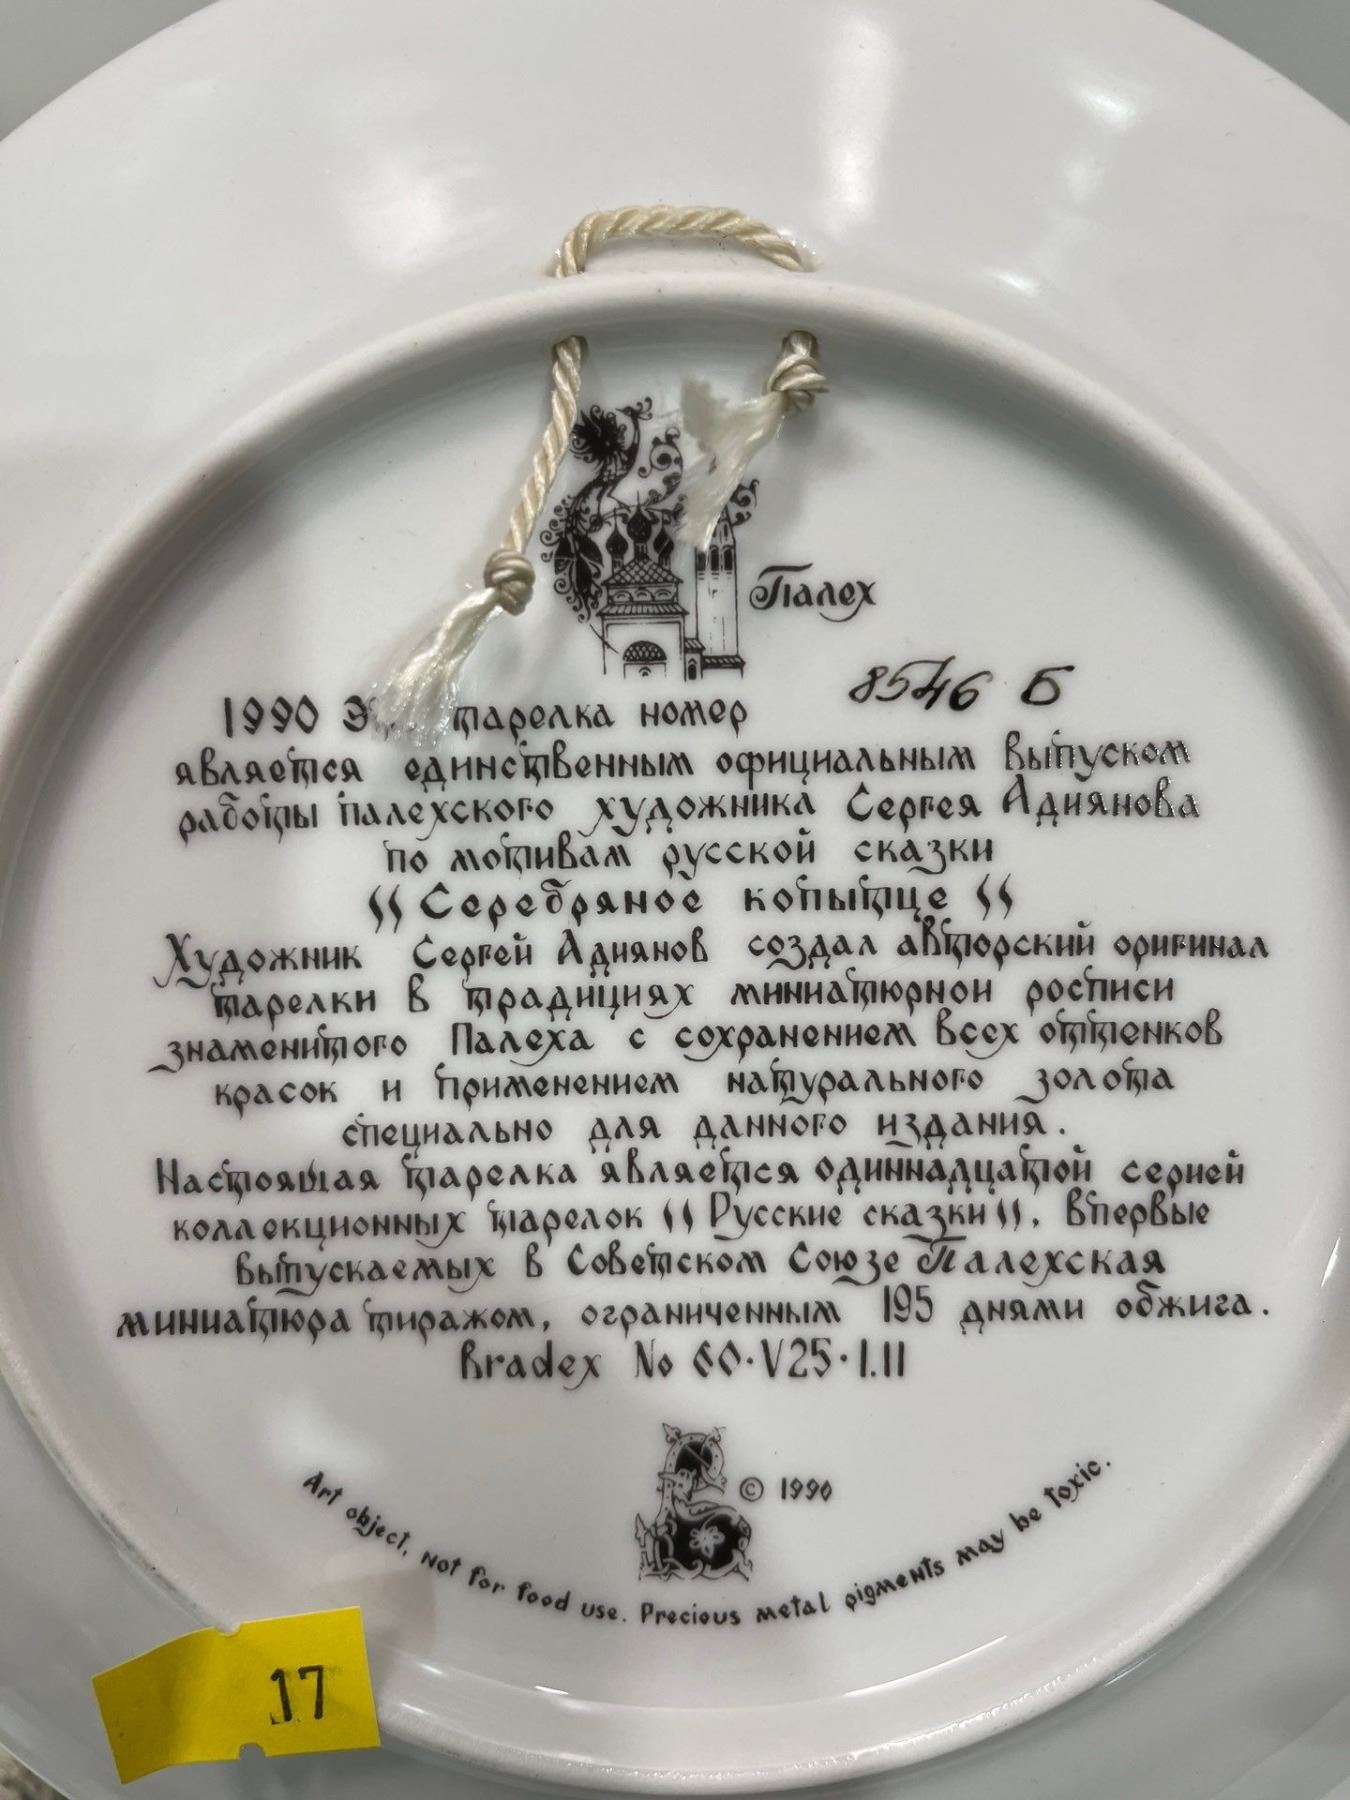 Палех
8546 Б
1990 тарелка номер
является единственным официальным выпуском
работы палехского художника Сергея Адиянова
по мотивам русской сказки
"Серебряное копытце"
Художник Сергей Адиянов создал авторский оригинал
тарелки в традициях миниатюрной росписи
знаменитого Палеха с сохранением всех оттенков
красок и применением натурального золота
специально для данного издания.
Настоящая тарелка является одиннадцатой серией
коллекционных тарелок "Русские сказки", впервые
выпускаемых в Советском Союзе Палехская
миниатюра тиражом, ограниченным 195 днями обжига.
Bradex No 60·V25·1.11
© 1990
Art object, not for food use. Precious metal pigments may be toxic.
17